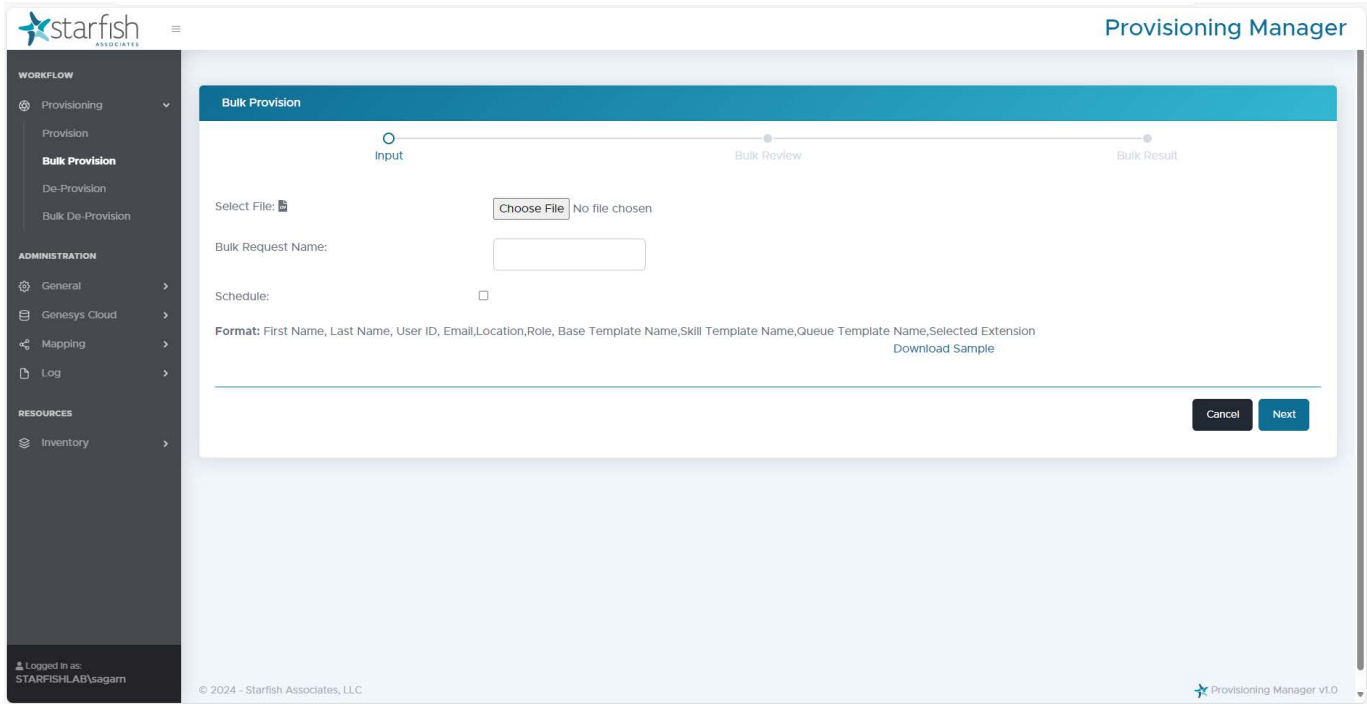 starfish
ASSOCIATES
Provisioning Manager
WORKFLOW
Provisioning
Provision
Bulk Provision
De-Provision
Bulk De-Provision
ADMINISTRATION
General
Genesys Cloud
Mapping
Log
RESOURCES
Inventory
Logged in as:
STARFISHLAB\sagarn
Bulk Provision
Input
Bulk Review
Bulk Result
Select File:
Choose File No file chosen
Bulk Request Name:
Schedule:
Format: First Name, Last Name, User ID, Email,Location,Role, Base Template Name,Skill Template Name,Queue Template Name,Selected Extension
Download Sample
Cancel
Next
© 2024 - Starfish Associates, LLC
Provisioning Manager v1.0